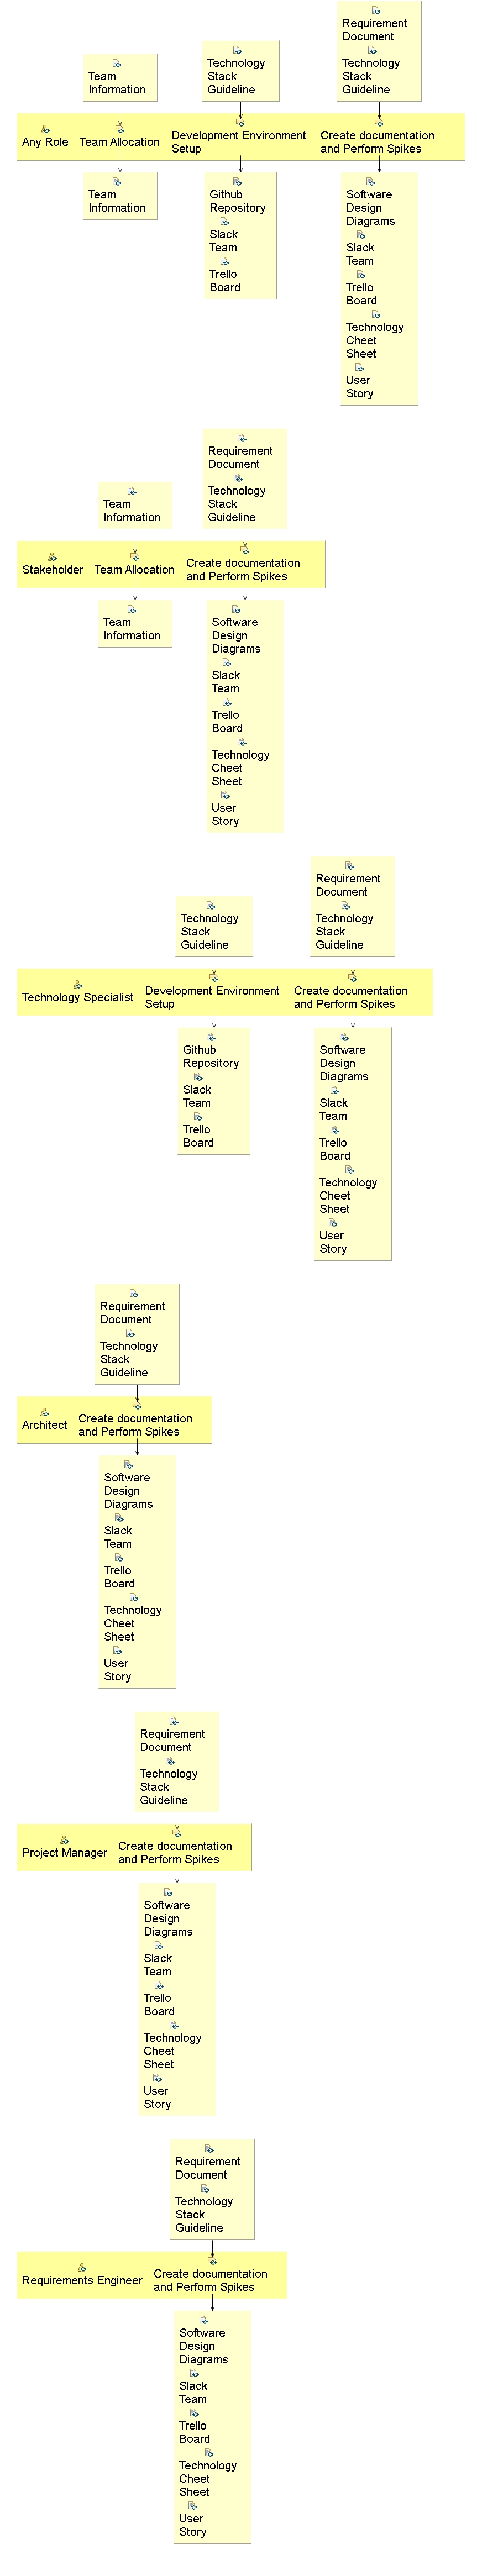 Team
Information
Technology
Stack
Guideline
Requirement
Document
Technology
Stack
Guideline
Any Role
Team Allocation
Development Environment
Setup
Create documentation
and Perform Spikes
Team
Information
Github
Repository
Slack
Team
Trello
Board
Software
Design
Diagrams
Slack
Team
Trello
Board
Technology
Cheet
Sheet
User
Story
Team
Information
Requirement
Document
Technology
Stack
Guideline
Stakeholder
Team Allocation
Create documentation
and Perform Spikes
Team
Information
Software
Design
Diagrams
Slack
Team
Trello
Board
Technology
Cheet
Sheet
User
Story
Technology
Stack
Guideline
Requirement
Document
Technology
Stack
Guideline
Technology Specialist
Development Environment
Setup
Create documentation
and Perform Spikes
Github
Repository
Slack
Team
Trello
Board
Software
Design
Diagrams
Slack
Team
Trello
Board
Technology
Cheet
Sheet
User
Story
Requirement
Document
Technology
Stack
Guideline
Architect
Create documentation
and Perform Spikes
Software
Design
Diagrams
Slack
Team
Trello
Board
Technology
Cheet
Sheet
User
Story
Requirement
Document
Technology
Stack
Guideline
Project Manager
Create documentation
and Perform Spikes
Software
Design
Diagrams
Slack
Team
Trello
Board
Technology
Cheet
Sheet
User
Story
Requirement
Document
Technology
Stack
Guideline
Requirements Engineer
Create documentation
and Perform Spikes
Software
Design
Diagrams
Slack
Team
Trello
Board
Technology
Cheet
Sheet
User
Story